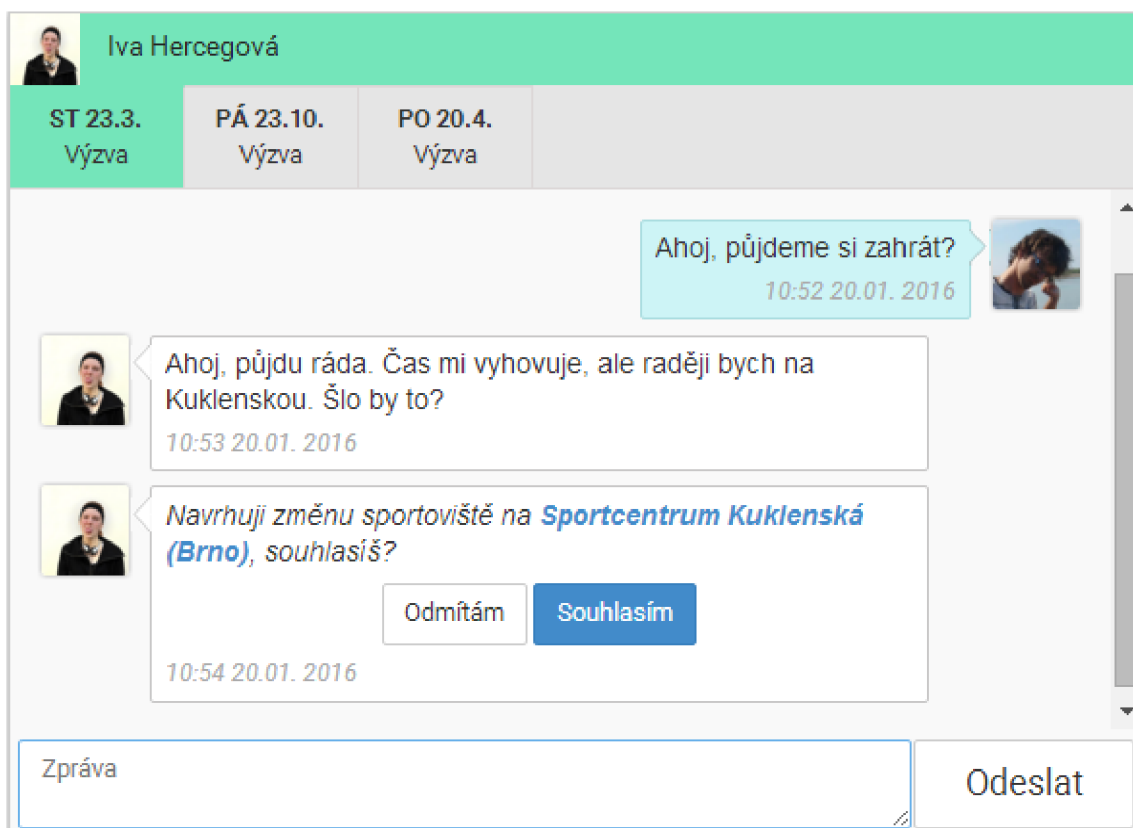 Iva Hercegová
ST 23.3. PÁ 23.10. PO 20.4.
Výzva Výzva Výzva
Ahoj, půjdeme si zahrát?
10:52 20.01. 2016
Ahoj, půjdu ráda. Čas mi vyhovuje, ale raději bych na
Kuklenskou. Šlo by to?
10:53 20.01. 2016
Navrhuji změnu sportoviště na Sportcentrum Kuklenská
(Brno), souhlasíš?
Odmítám Souhlasím
10:54 20.01. 2016
Zpráva Odeslat